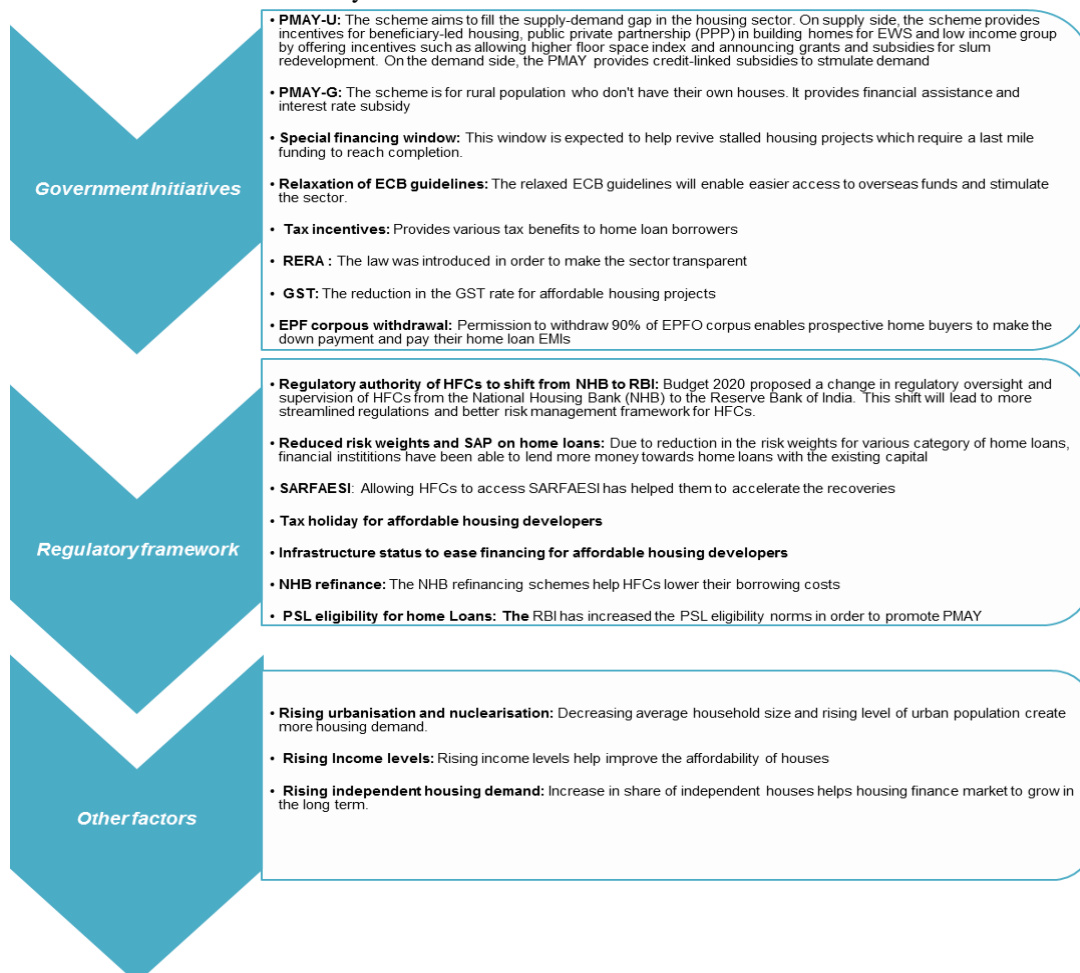 • PMAY-U: The scheme aims to fill the supply-demand gap in the housing sector. On supply side, the scheme provides
incentives for beneficiary-led housing, public private partnership (PPP) in building homes for EWS and low income group
by offering incentives such as allowing higher floor space index and announcing grants and subsidies for slum
redevelopment. On the demand side, the PMAY provides credit-linked subsidies to stmulate demand
• PMAY-G: The scheme is for rural population who don't have their own houses. It provides financial assistance and
interest rate subsidy
• Special financing window: This window is expected to help revive stalled housing projects which require a last mile
funding to reach completion.
Government Initiatives
• Relaxation of ECB guidelines: The relaxed ECB guidelines will enable easier access to overseas funds and stimulate
the sector.
• Tax incentives: Provides various tax benefits to home loan borrowers
• RERA : The law was introduced in order to make the sector transparent
• GST: The reduction in the GST rate for affordable housing projects
• EPF corpous withdrawal: Permission to withdraw 90% of EPFO corpus enables prospective home buyers to make the
down payment and pay their home loan EMIs
• Regulatory authority of HFCs to shift from NHB to RBI: Budget 2020 proposed a change in regulatory oversight and
supervision of HFCs from the National Housing Bank (NHB) to the Reserve Bank of India. This shift will lead to more
streamlined regulations and better risk management framework for HFCs.
• Reduced risk weights and SAP on home loans: Due to reduction in the risk weights for various category of home loans,
financial instititions have been able to lend more money towards home loans with the existing capital
• SARFAESI: Allowing HFCs to access SARFAESI has helped them to accelerate the recoveries
• Tax holiday for affordable housing developers
Regulatory framework
• Infrastructure status to ease financing for affordable housing developers
• NHB refinance: The NHB refinancing schemes help HFCs lower their borrowing costs
• PSL eligibility for home Loans: The RBI has increased the PSL eligibility norms in order to promote PMAY
• Rising urbanisation and nuclearisation: Decreasing average household size and rising level of urban population create
more housing demand.
• Rising Income levels: Rising income levels help improve the affordability of houses
• Rising independent housing demand: Increase in share of independent houses helps housing finance market to grow in
the long term.
Other factors